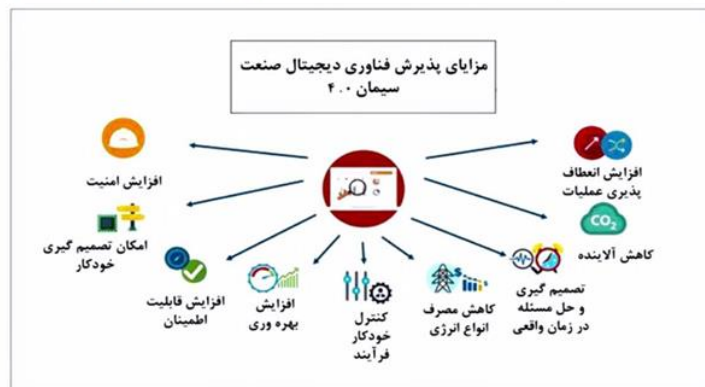 مزایای پذیرش فناوری دیجیتال صنعت
سیمان ۴.۰
افزایش انعطاف
پذیری عملیات
CO₂
کاهش آلاینده
تصمیم گیری
و حل مسئله
در زمان واقعی
کاهش مصرف
انواع انرژی
کنترل
خودکار
فرآیند
افزایش
بهره وری
افزایش قابلیت
اطمینان
امکان تصمیم گیری
خودکار
افزایش امنیت